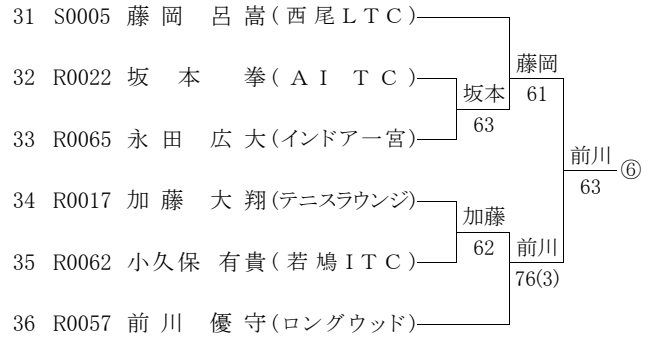 31 S0005 藤岡 呂嵩(西尾LTC)
藤岡
32 R0022 坂本 拳(AI TC)
坂本 61
63
33 R0065 永田 広大(インドア一宮)
前川 ⑥
63
34 R0017 加藤 大翔(テニスラウンジ)
加藤
62 前川
35 R0062 小久保 有貴(若鳩ITC)
76(3)
36 R0057 前川 優守(ロングウッド)